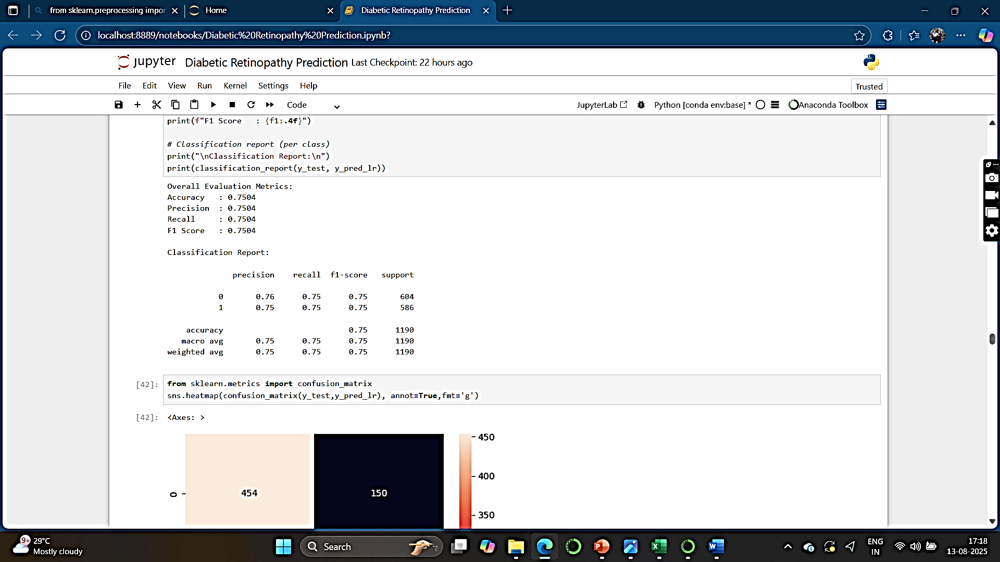 from sklearn.preprocessing impor
Home
Diabetic Retinopathy Prediction
localhost:8889/notebooks/Diabetic%20Retinopathy%20Prediction.ipynb?
jupyter Diabetic Retinopathy Prediction Last Checkpoint: 22 hours ago
File Edit View Run Kernel Settings Help
Trusted
Code
JupyterLab Python [conda env:base] * Anaconda Toolbox
print(f"F1 Score   : {f1:.4f}")
# Classification report (per class)
print("\nClassification Report:\n")
print(classification_report(y_test, y_pred_lr))
Overall Evaluation Metrics:
Accuracy   : 0.7504
Precision  : 0.7504
Recall     : 0.7504
F1 Score   : 0.7504
Classification Report:
precision    recall  f1-score   support
0       0.76      0.75      0.75       604
1       0.75      0.75      0.75       586
accuracy                           0.75      1190
macro avg       0.75      0.75      0.75      1190
weighted avg       0.75      0.75      0.75      1190
[42]: from sklearn.metrics import confusion_matrix
sns.heatmap(confusion_matrix(y_test,y_pred_lr), annot=True,fmt='g')
[42]: <Axes: >
450
400
0 454 150
350
9+ 29°C
Mostly cloudy
Search
ENG
IN
17:18
13-08-2025